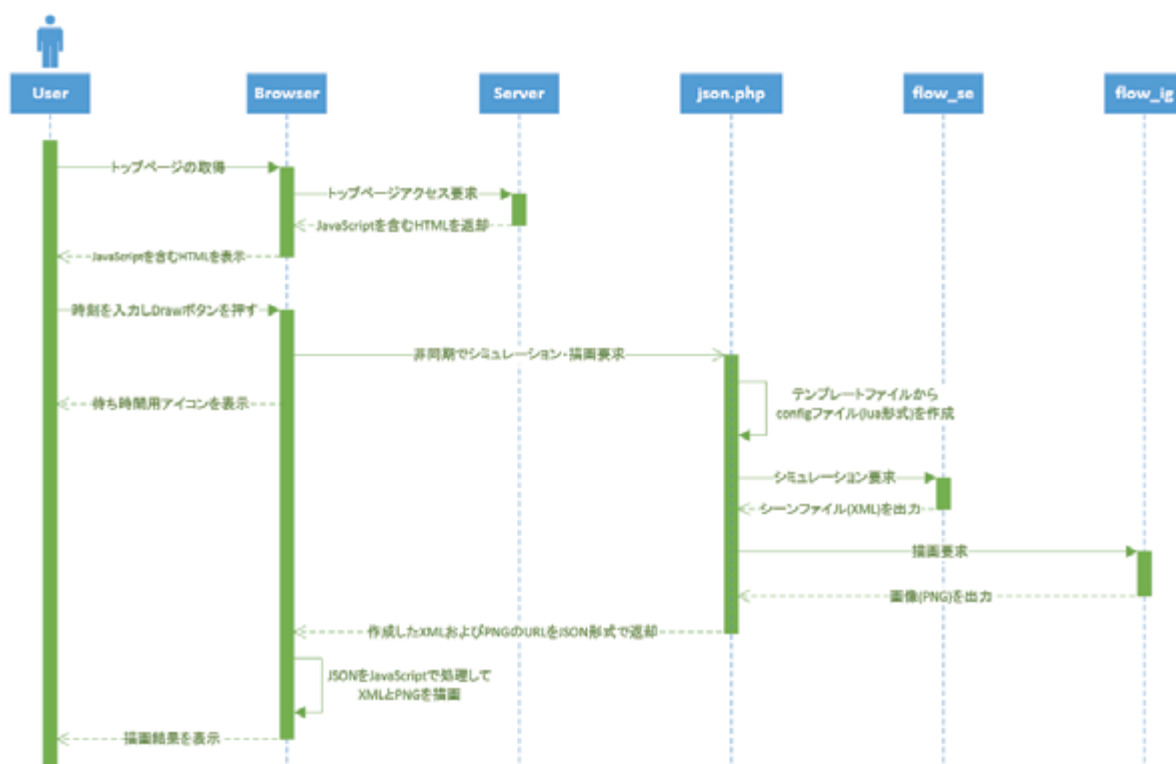 User
Browser
Server
json.php
flow_se
flow_ig
トップページの取得
トップページアクセス要求
JavaScriptを含むHTMLを返却
JavaScriptを含むHTMLを表示
時刻を入力しDrawボタンを押す
非同期でシミュレーション・描画要求
待ち時間用アイコンを表示
テンプレートファイルから
configファイル(lua形式)を作成
シミュレーション要求
シーンファイル(XML)を出力
描画要求
画像(PNG)を出力
作成したXMLおよびPNGのURLをJSON形式で返却
JSONをJavaScriptで処理して
XMLとPNGを描画
描画結果を表示